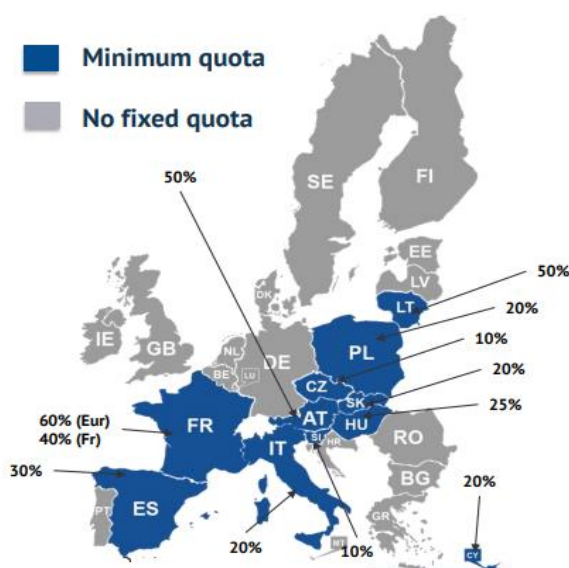 Minimum quota
No fixed quota
50%
SE
FI
EE
LV
50%
LT
DK
20%
IE
GB
NL
DE
PL
10%
BE
LU
CZ
20%
SK
60% (Eur)
40% (Fr)
FR
AT
HU
25%
IT
SI
HR
RO
30%
BG
20%
PT
ES
GR
20%
10%
MT
CY